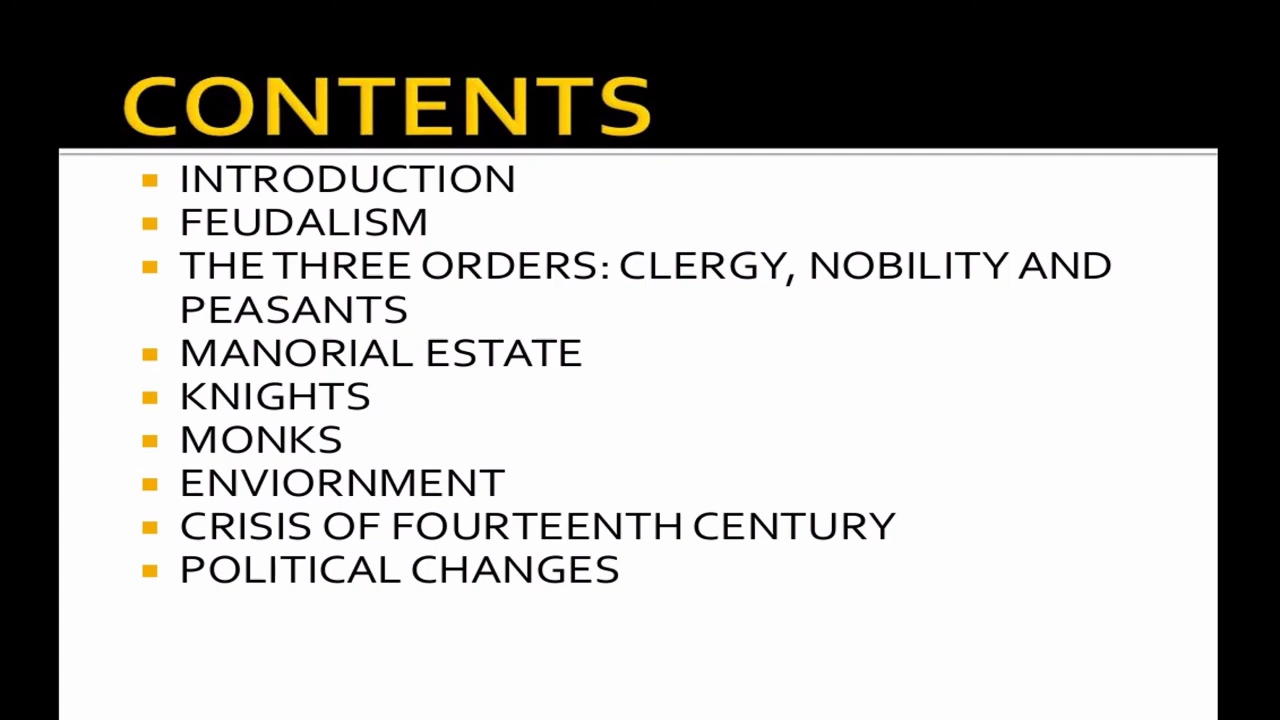 CONTENTS
INTRODUCTION
FEUDALISM
THE THREE ORDERS: CLERGY, NOBILITY AND
PEASANTS
MANORIAL ESTATE
KNIGHTS
MONKS
ENVIORNMENT
CRISIS OF FOURTEENTH CENTURY
POLITICAL CHANGES